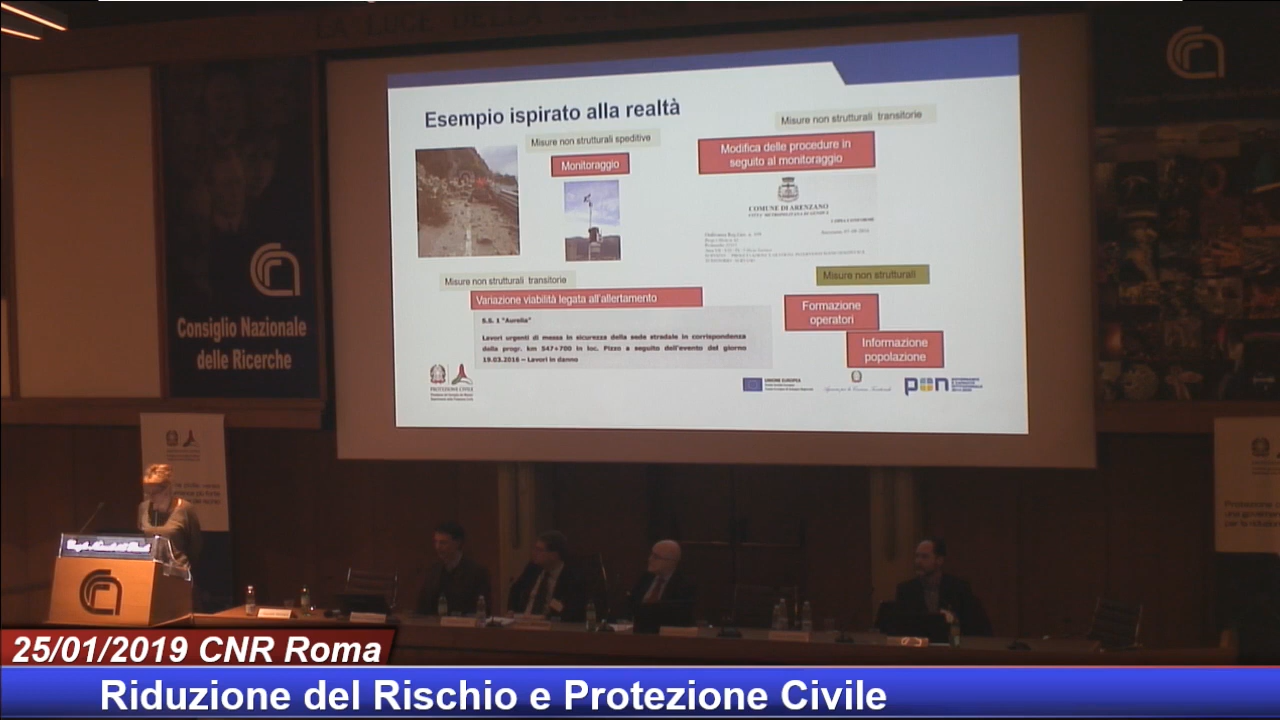 LA LUCE DELLA
Esempio ispirato alla realtà
Misure non strutturali speditive
Monitoraggio
Misure non strutturali transitorie
Modifica delle procedure in
seguito al monitoraggio
COMUNE DI ARENZANO
Misure non strutturali transitorie
Variazione viabilità legata all'allertamento
S.S. 1 "Aurelia"
Lavori urgenti di messa in sicurezza della sede stradale in corrispondenza
della progr. km 547+700 in loc. Pizzo a seguito dell'evento del giorno
19.03.2016 – Lavori in danno
Misure non strutturali
Formazione
operatori
Informazione
popolazione
PROTEZIONE CIVILE
UNIONE EUROPEA
pon
Consiglio Nazionale
delle Ricerche
25/01/2019 CNR Roma
Riduzione del Rischio e Protezione Civile